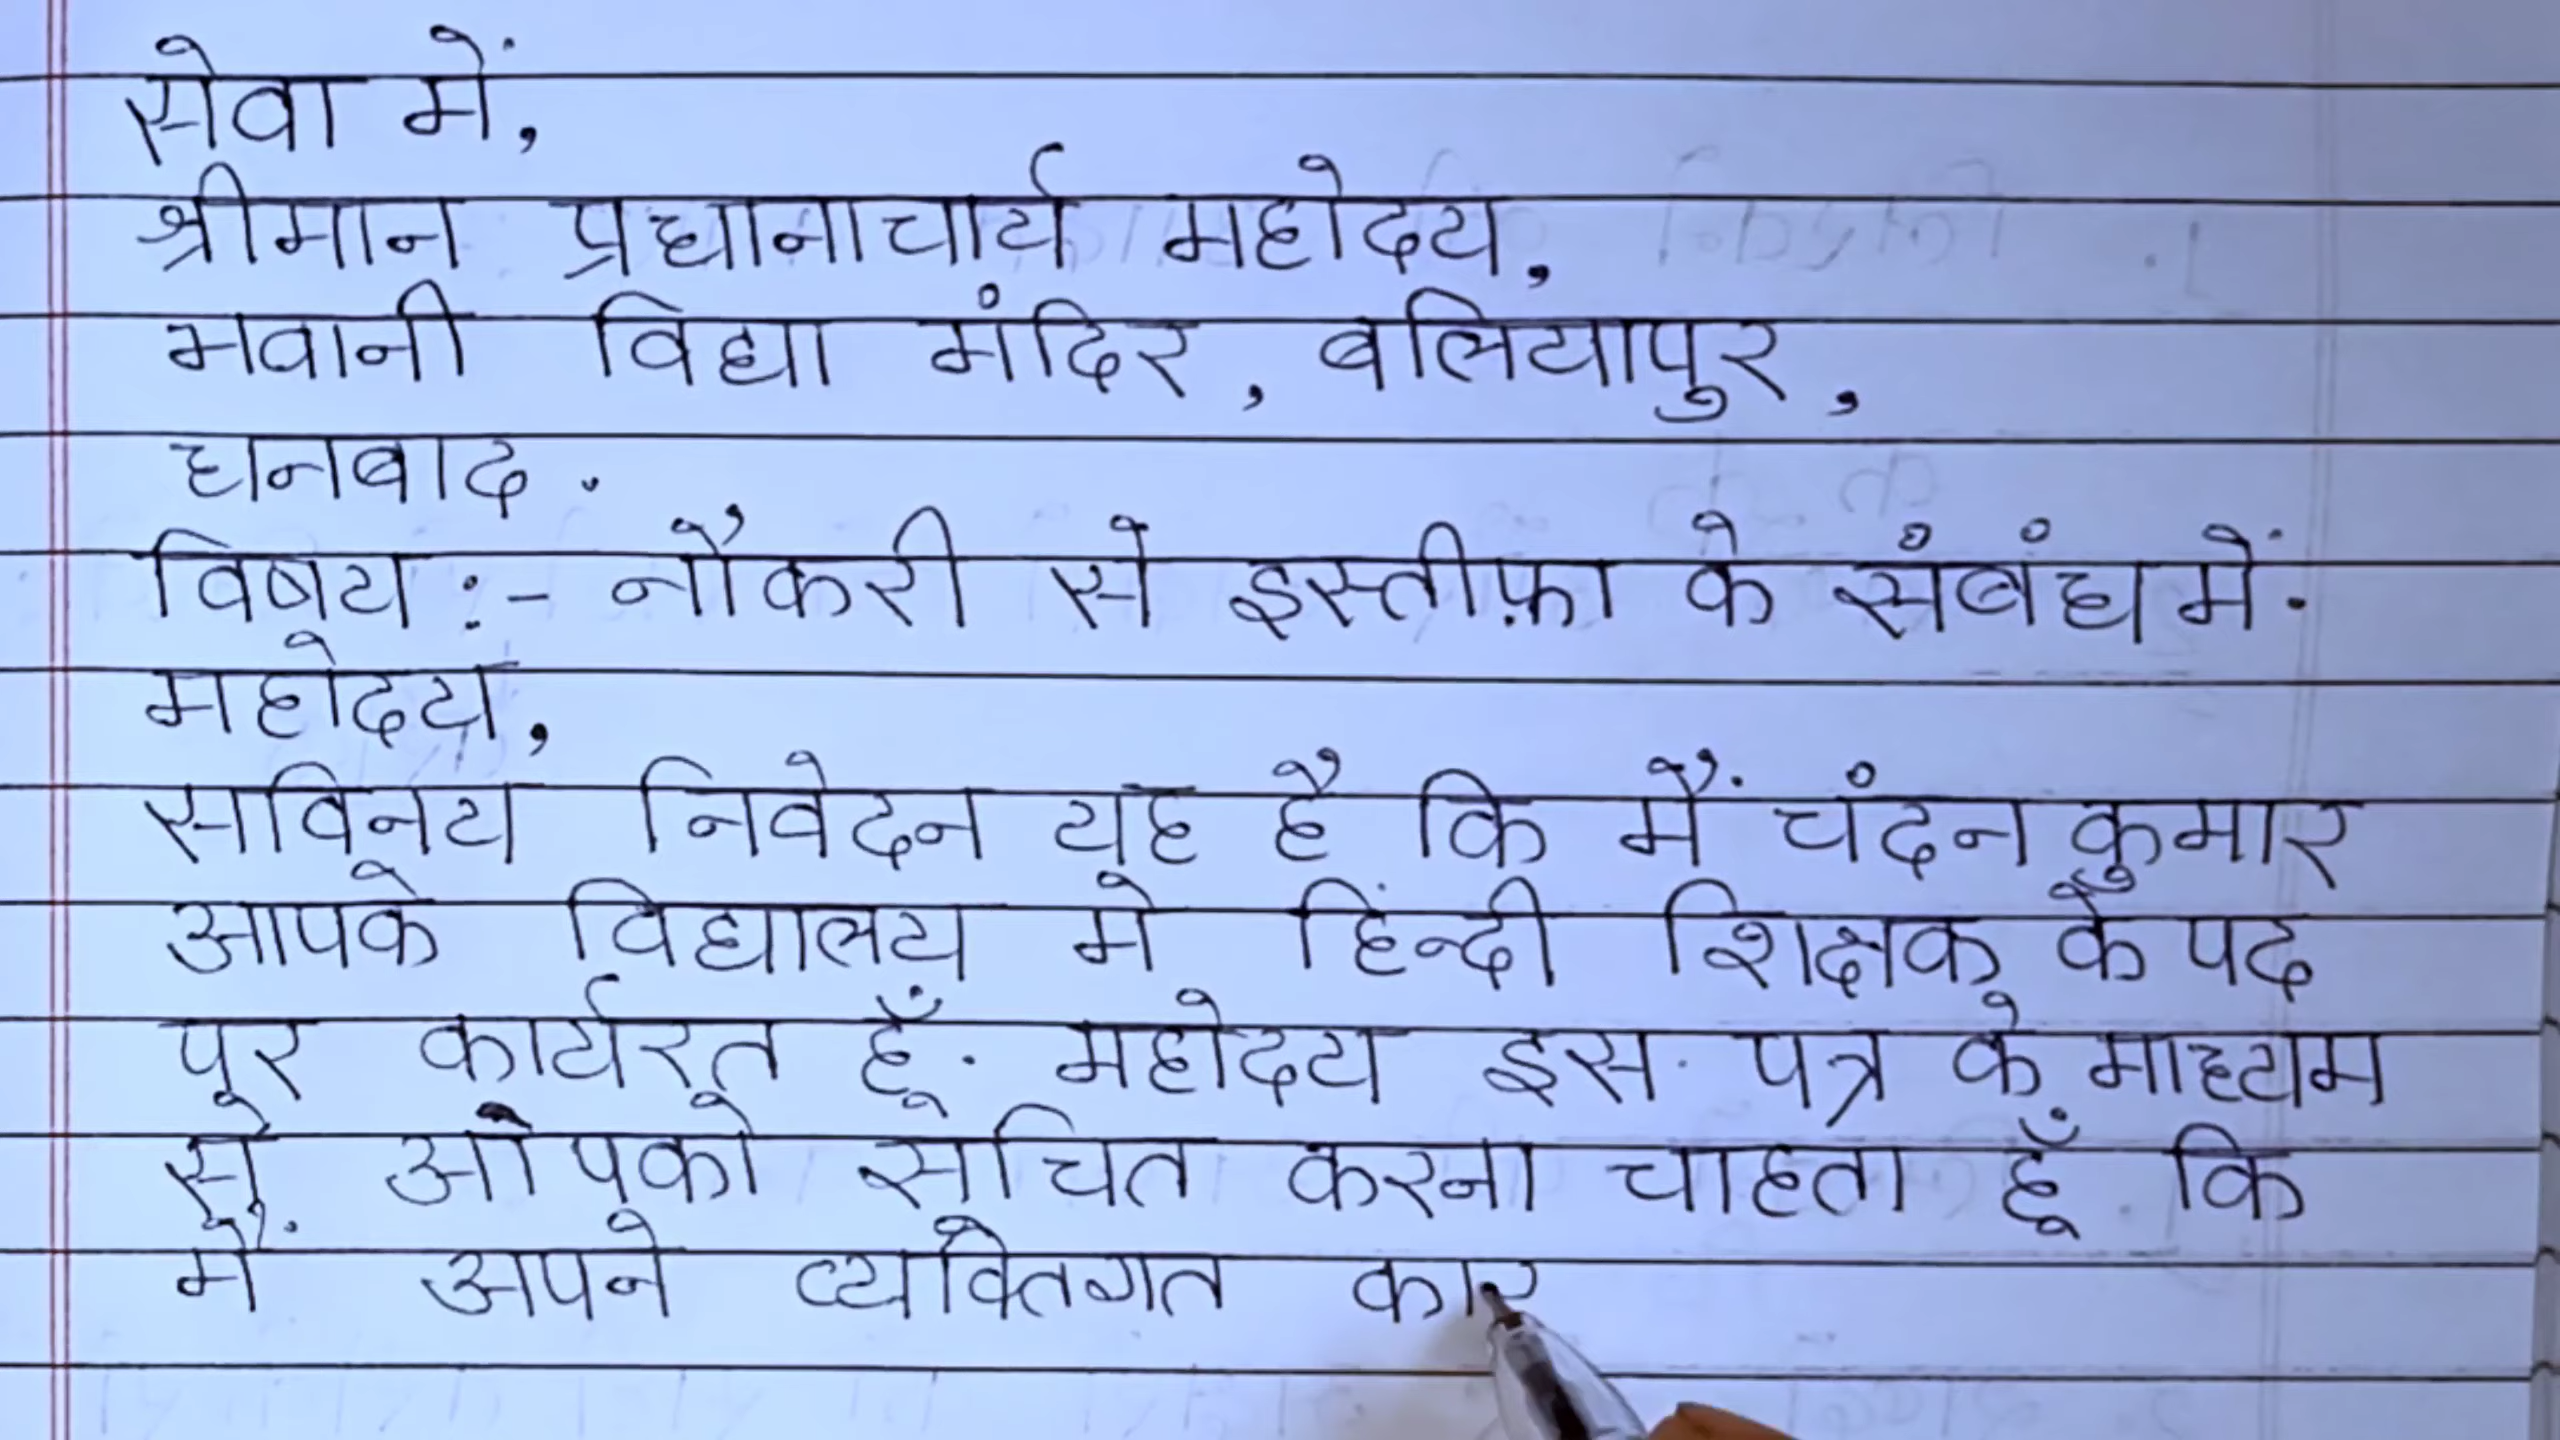 सेवा में,
श्रीमान प्रधानाचार्य महोदय,
भवानी विद्या मंदिर, बलियापुर,
धनबाद.
विषय :- नौकरी से इस्तीफ़ा के संबंध में.
महोदय,
सविनय निवेदन यह है कि मैं चंदन कुमार
आपके विद्यालय मे हिंन्दी शिक्षक के पद
पर कार्यरत हूँ. महोदय इस पत्र के माध्यम
से आपको सूचित करना चाहता हूँ कि
मैं अपने व्यक्तिगत कार